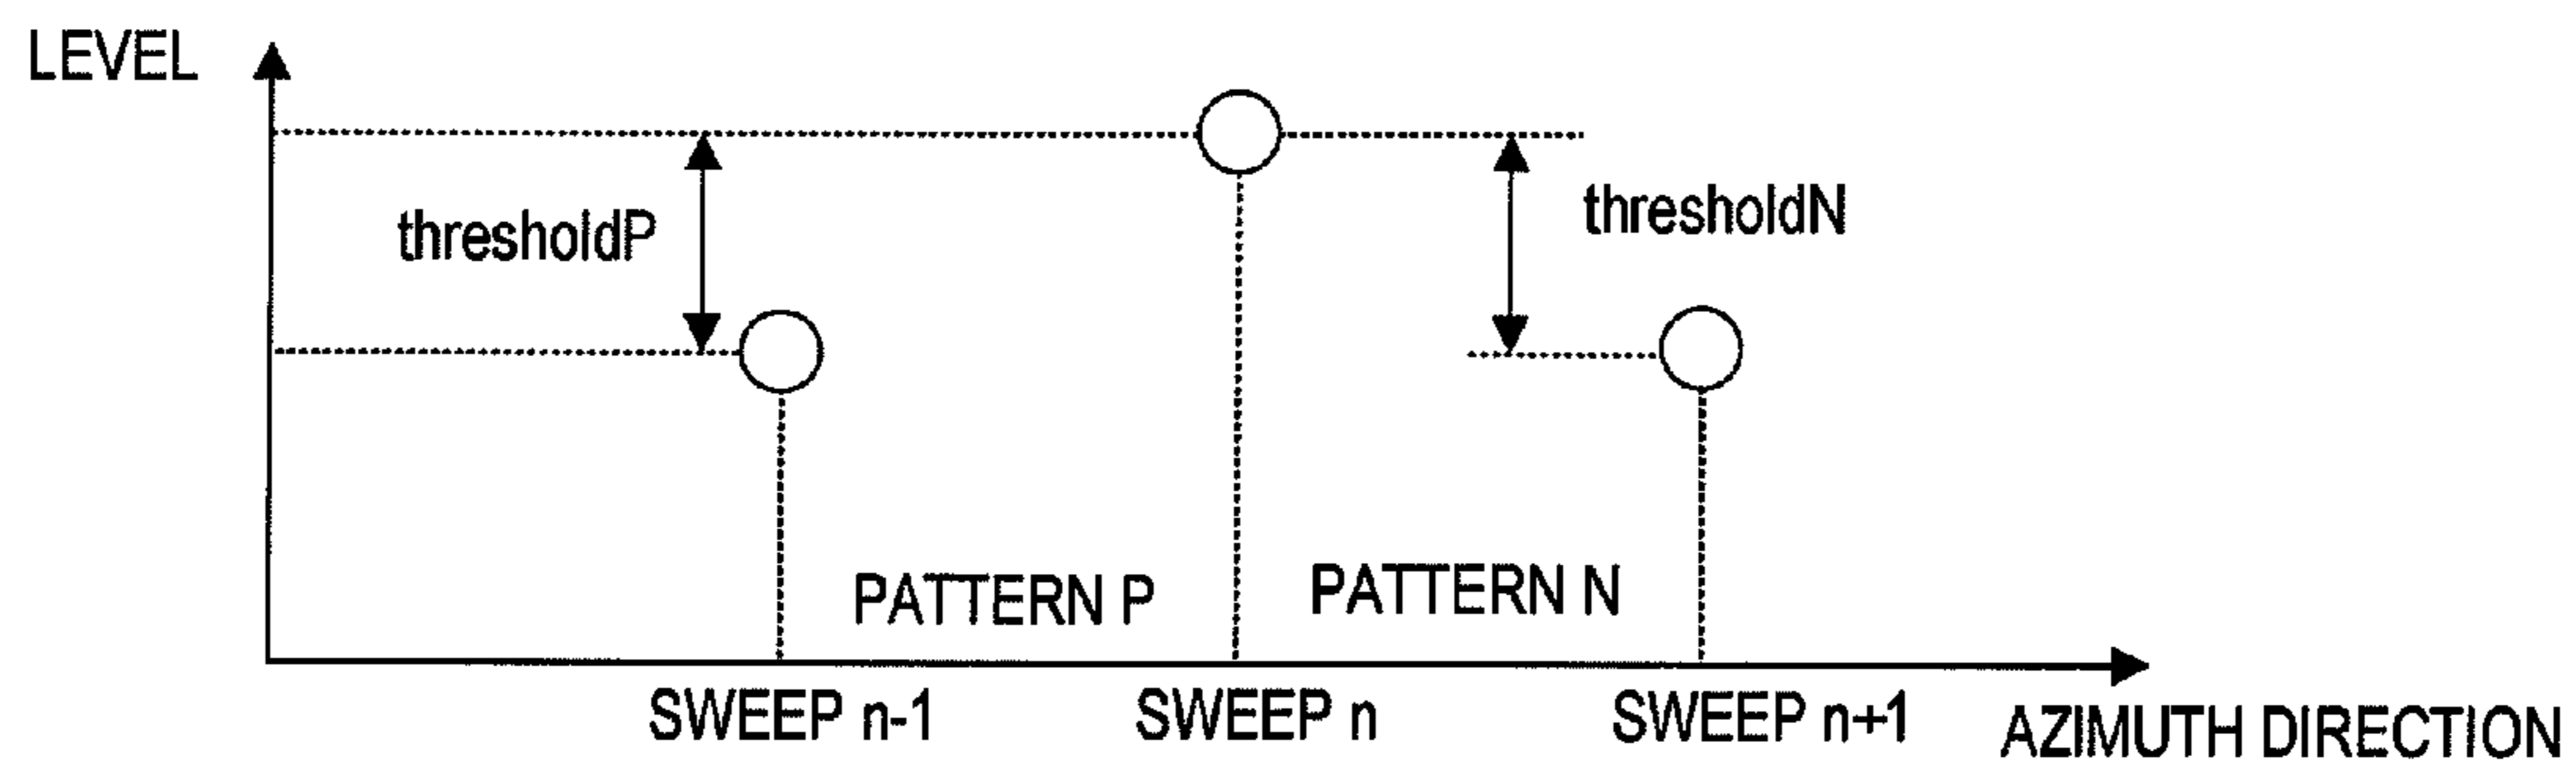 LEVEL
thresholdP
thresholdN
PATTERN P
PATTERN N
SWEEP n-1
SWEEP n
SWEEP n+1
AZIMUTH DIRECTION